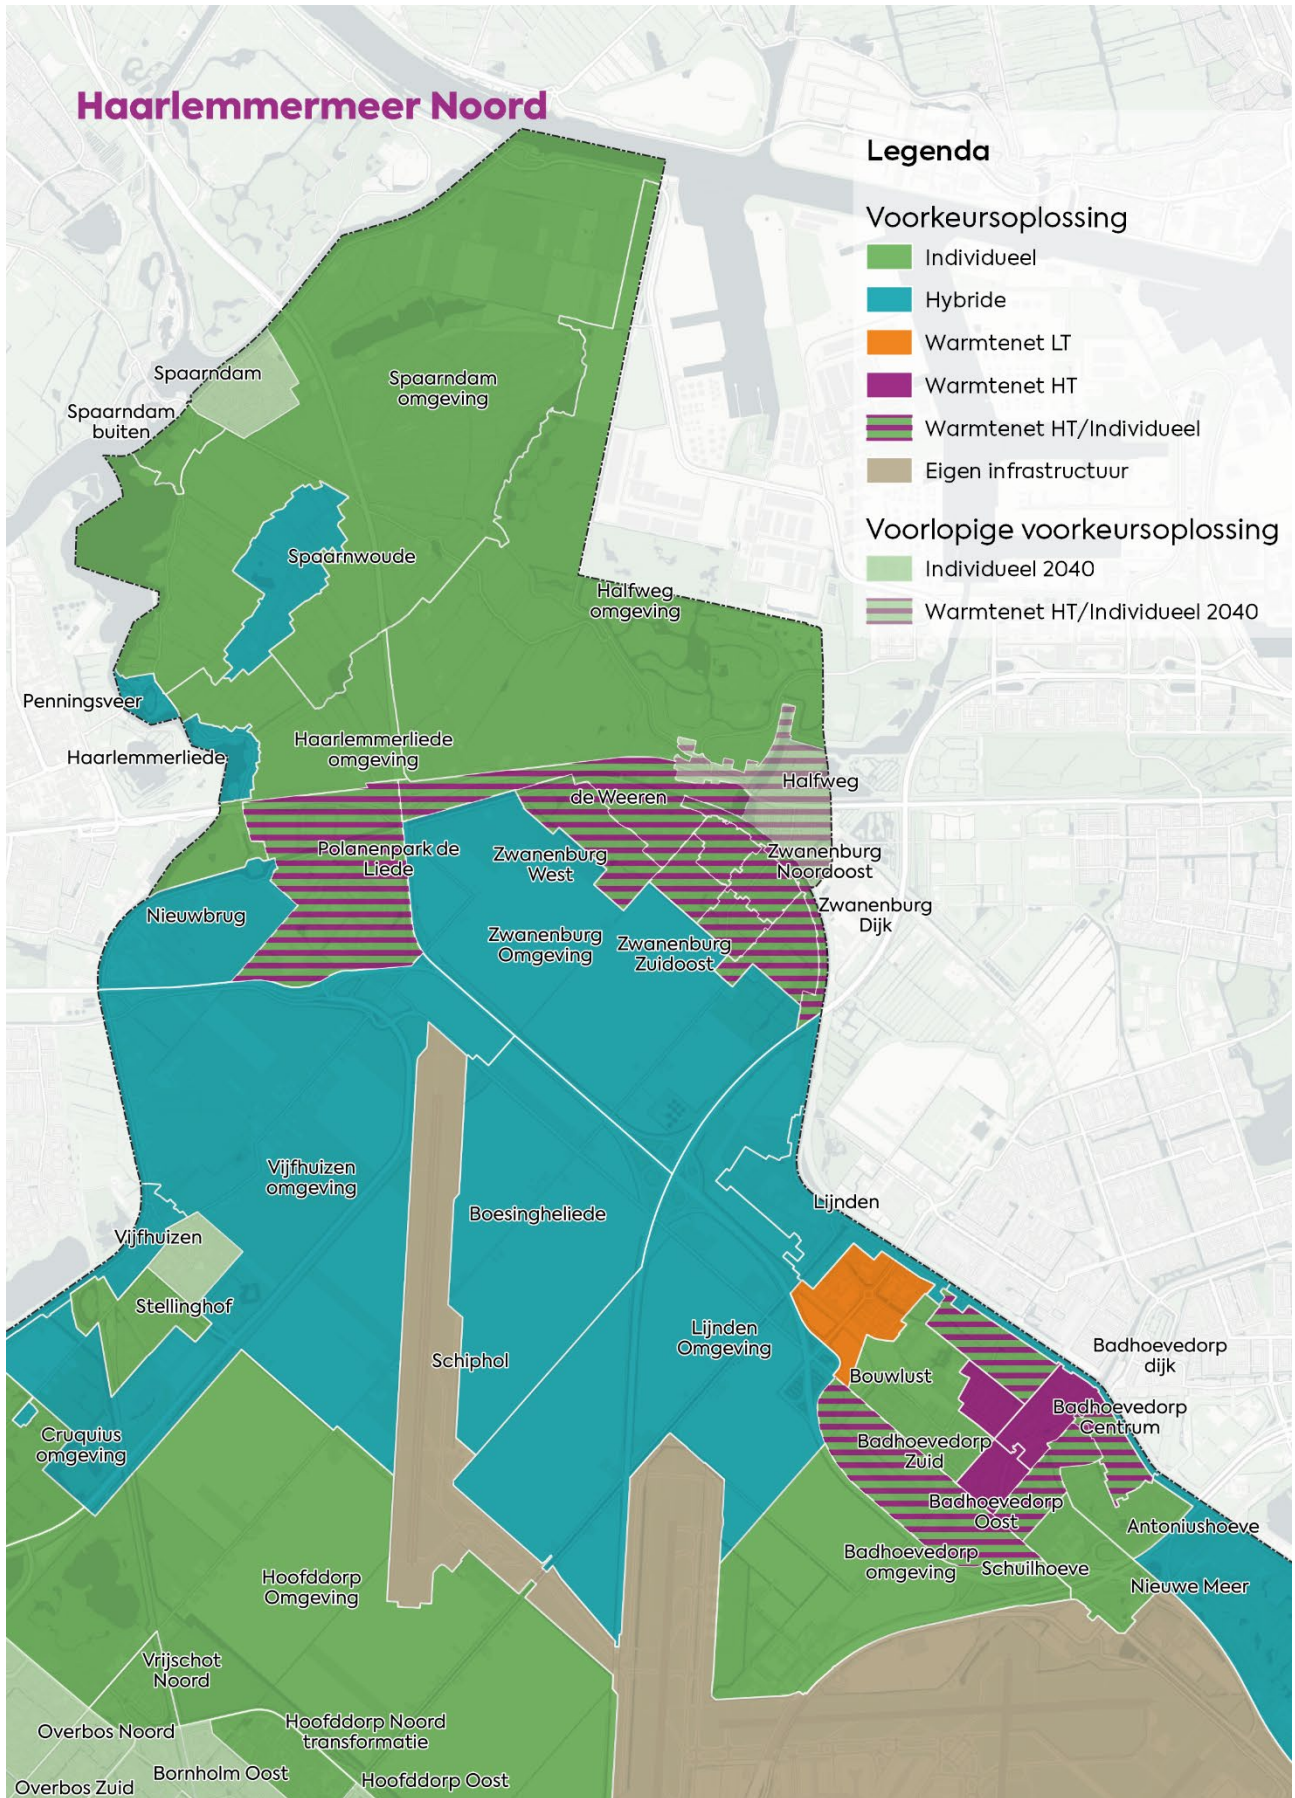 Haarlemmermeer Noord
Legenda
Voorkeursoplossing
Individueel
Hybride
Warmtenet LT
Warmtenet HT
Warmtenet HT/Individueel
Eigen infrastructuur
Voorlopige voorkeursoplossing
Individueel 2040
Warmtenet HT/Individueel 2040
Spaarndam
Spaarndam
omgeving
Spaarndam
buiten
Spaarnwoude
Halfweg
omgeving
Penningsveer
Haarlemmerliede
Haarlemmerliede
omgeving
Halfweg
de Weeren
Polanenpark de
Liede
Zwanenburg
West
Zwanenburg
Noordoost
Nieuwbrug
Zwanenburg
Dijk
Zwanenburg
Omgeving
Zwanenburg
Zuidoost
Vijfhuizen
omgeving
Boesingheliede
Lijnden
Vijfhuizen
Stellinghof
Lijnden
Omgeving
Schiphol
Badhoevedorp
dijk
Bouwlust
Badhoevedorp
Centrum
Cruquius
omgeving
Badhoevedorp
Zuid
Badhoevedorp
Oost
Antoniushoeve
Badhoevedorp
omgeving
Schuilhoeve
Nieuwe Meer
Hoofddorp
Omgeving
Vrijschot
Noord
Overbos Noord
Hoofddorp Noord
transformatie
Bornholm Oost
Hoofddorp Oost
Overbos Zuid